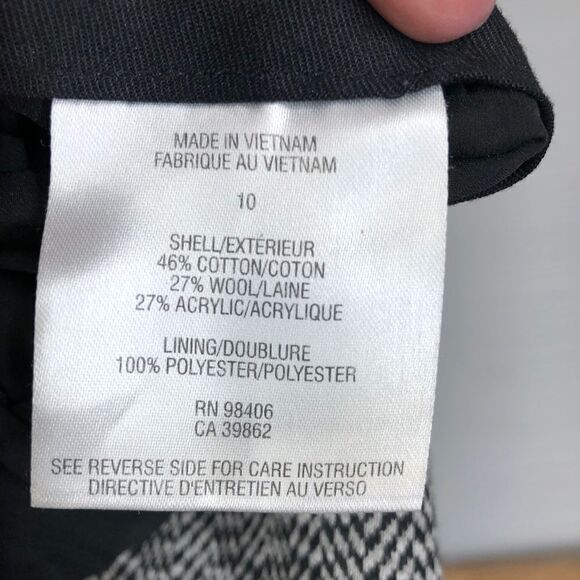 MADE IN VIETNAM
FABRIQUE AU VIETNAM
10
SHELL/EXTÉRIEUR
46% COTTON/COTON
27% WOOL/LAINE
27% ACRYLIC/ACRYLIQUE
LINING/DOUBLURE
100% POLYESTER/POLYESTER
RN 98406
CA 39862
SEE REVERSE SIDE FOR CARE INSTRUCTION
DIRECTIVE D'ENTRETIEN AU VERSO